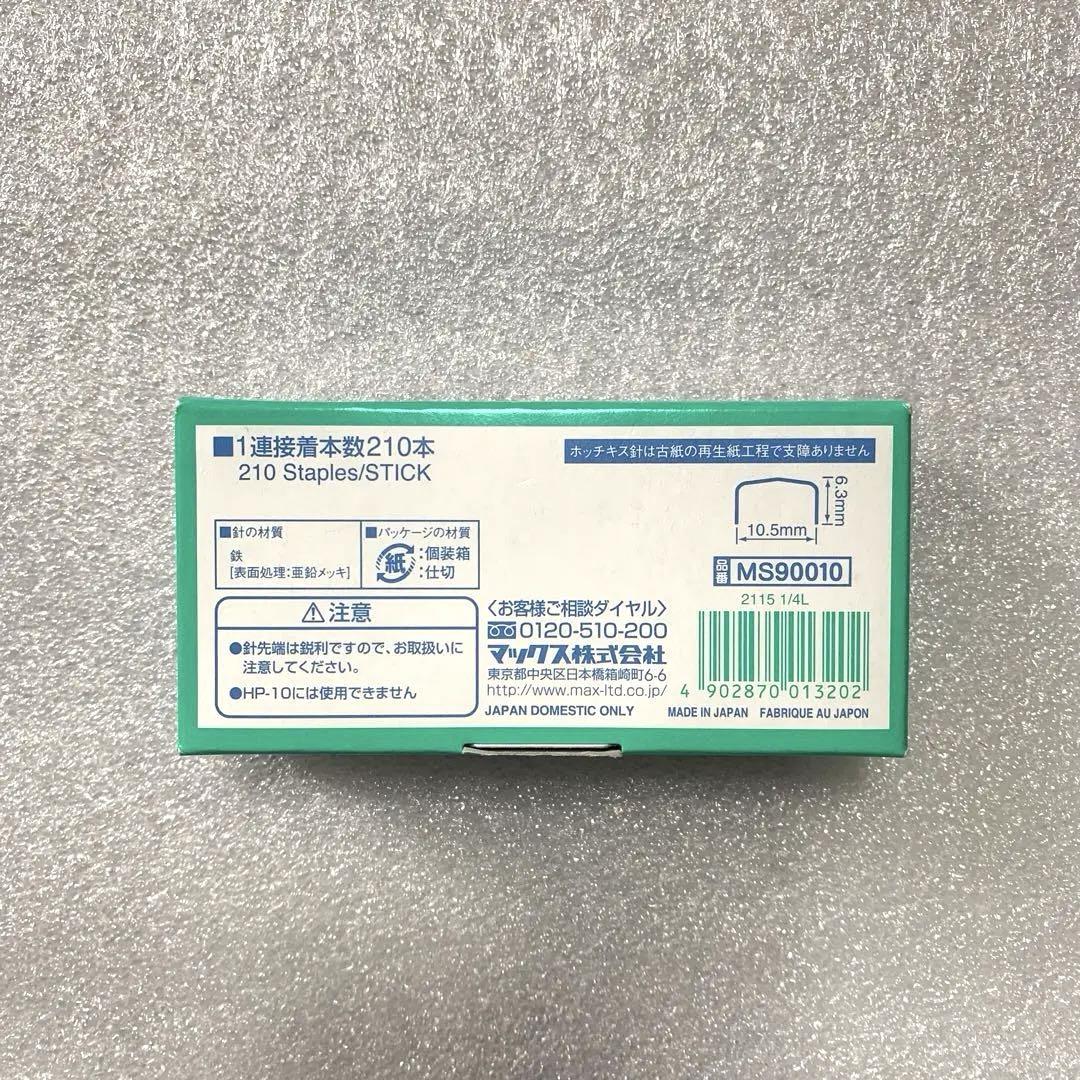 ■1連接着本数210本
210 Staples/STICK
ホッチキス針は古紙の再生紙工程で支障ありません
6.3mm
10.5mm
■針の材質
鉄
[表面処理:亜鉛メッキ]
■パッケージの材質
紙
:個装箱
:仕切
品番 MS90010
2115 1/4L
注意
●針先端は鋭利ですので、お取扱いに
注意してください。
●HP-10には使用できません
〈お客様ご相談ダイヤル〉
0120-510-200
マックス株式会社
東京都中央区日本橋箱崎町6-6
http://www.max-ltd.co.jp/
JAPAN DOMESTIC ONLY
4 902870 013202
MADE IN JAPAN FABRIQUE AU JAPON